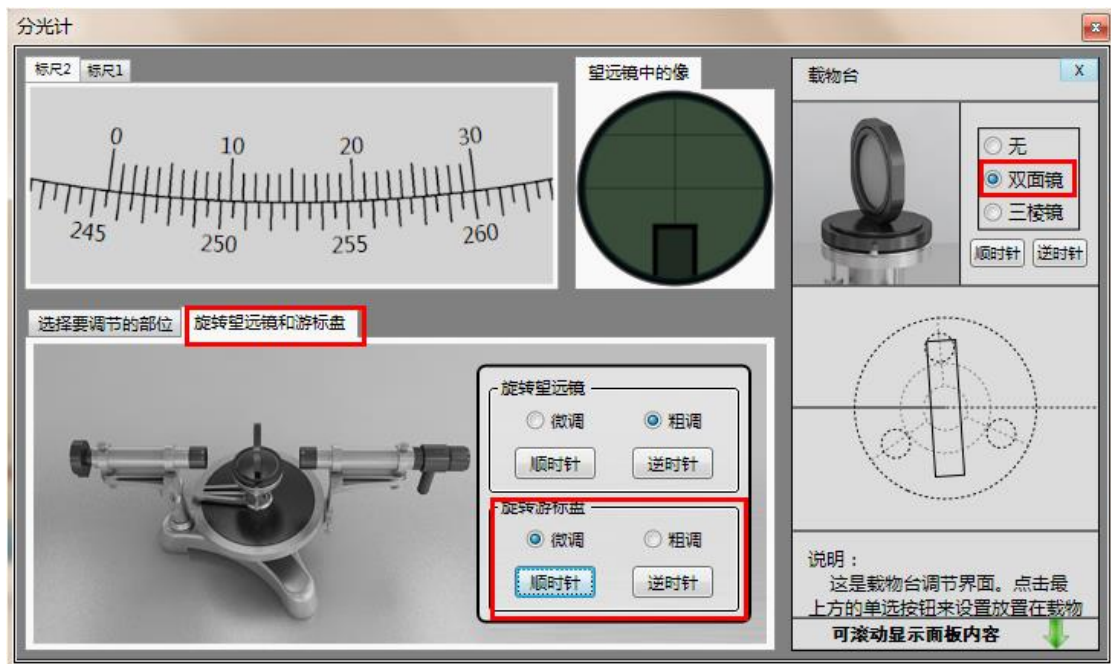 分光计
标尺2 标尺1
0 10 20 30
245 250 255 260
望远镜中的像
载物台 X
无
双面镜
三棱镜
顺时针 逆时针
选择要调节的部位 旋转望远镜和游标盘
旋转望远镜
微调 粗调
顺时针 逆时针
旋转游标盘
微调 粗调
顺时针 逆时针
说明：
这是载物台调节界面。点击最
上方的单选按钮来设置放置在载物
可滚动显示面板内容